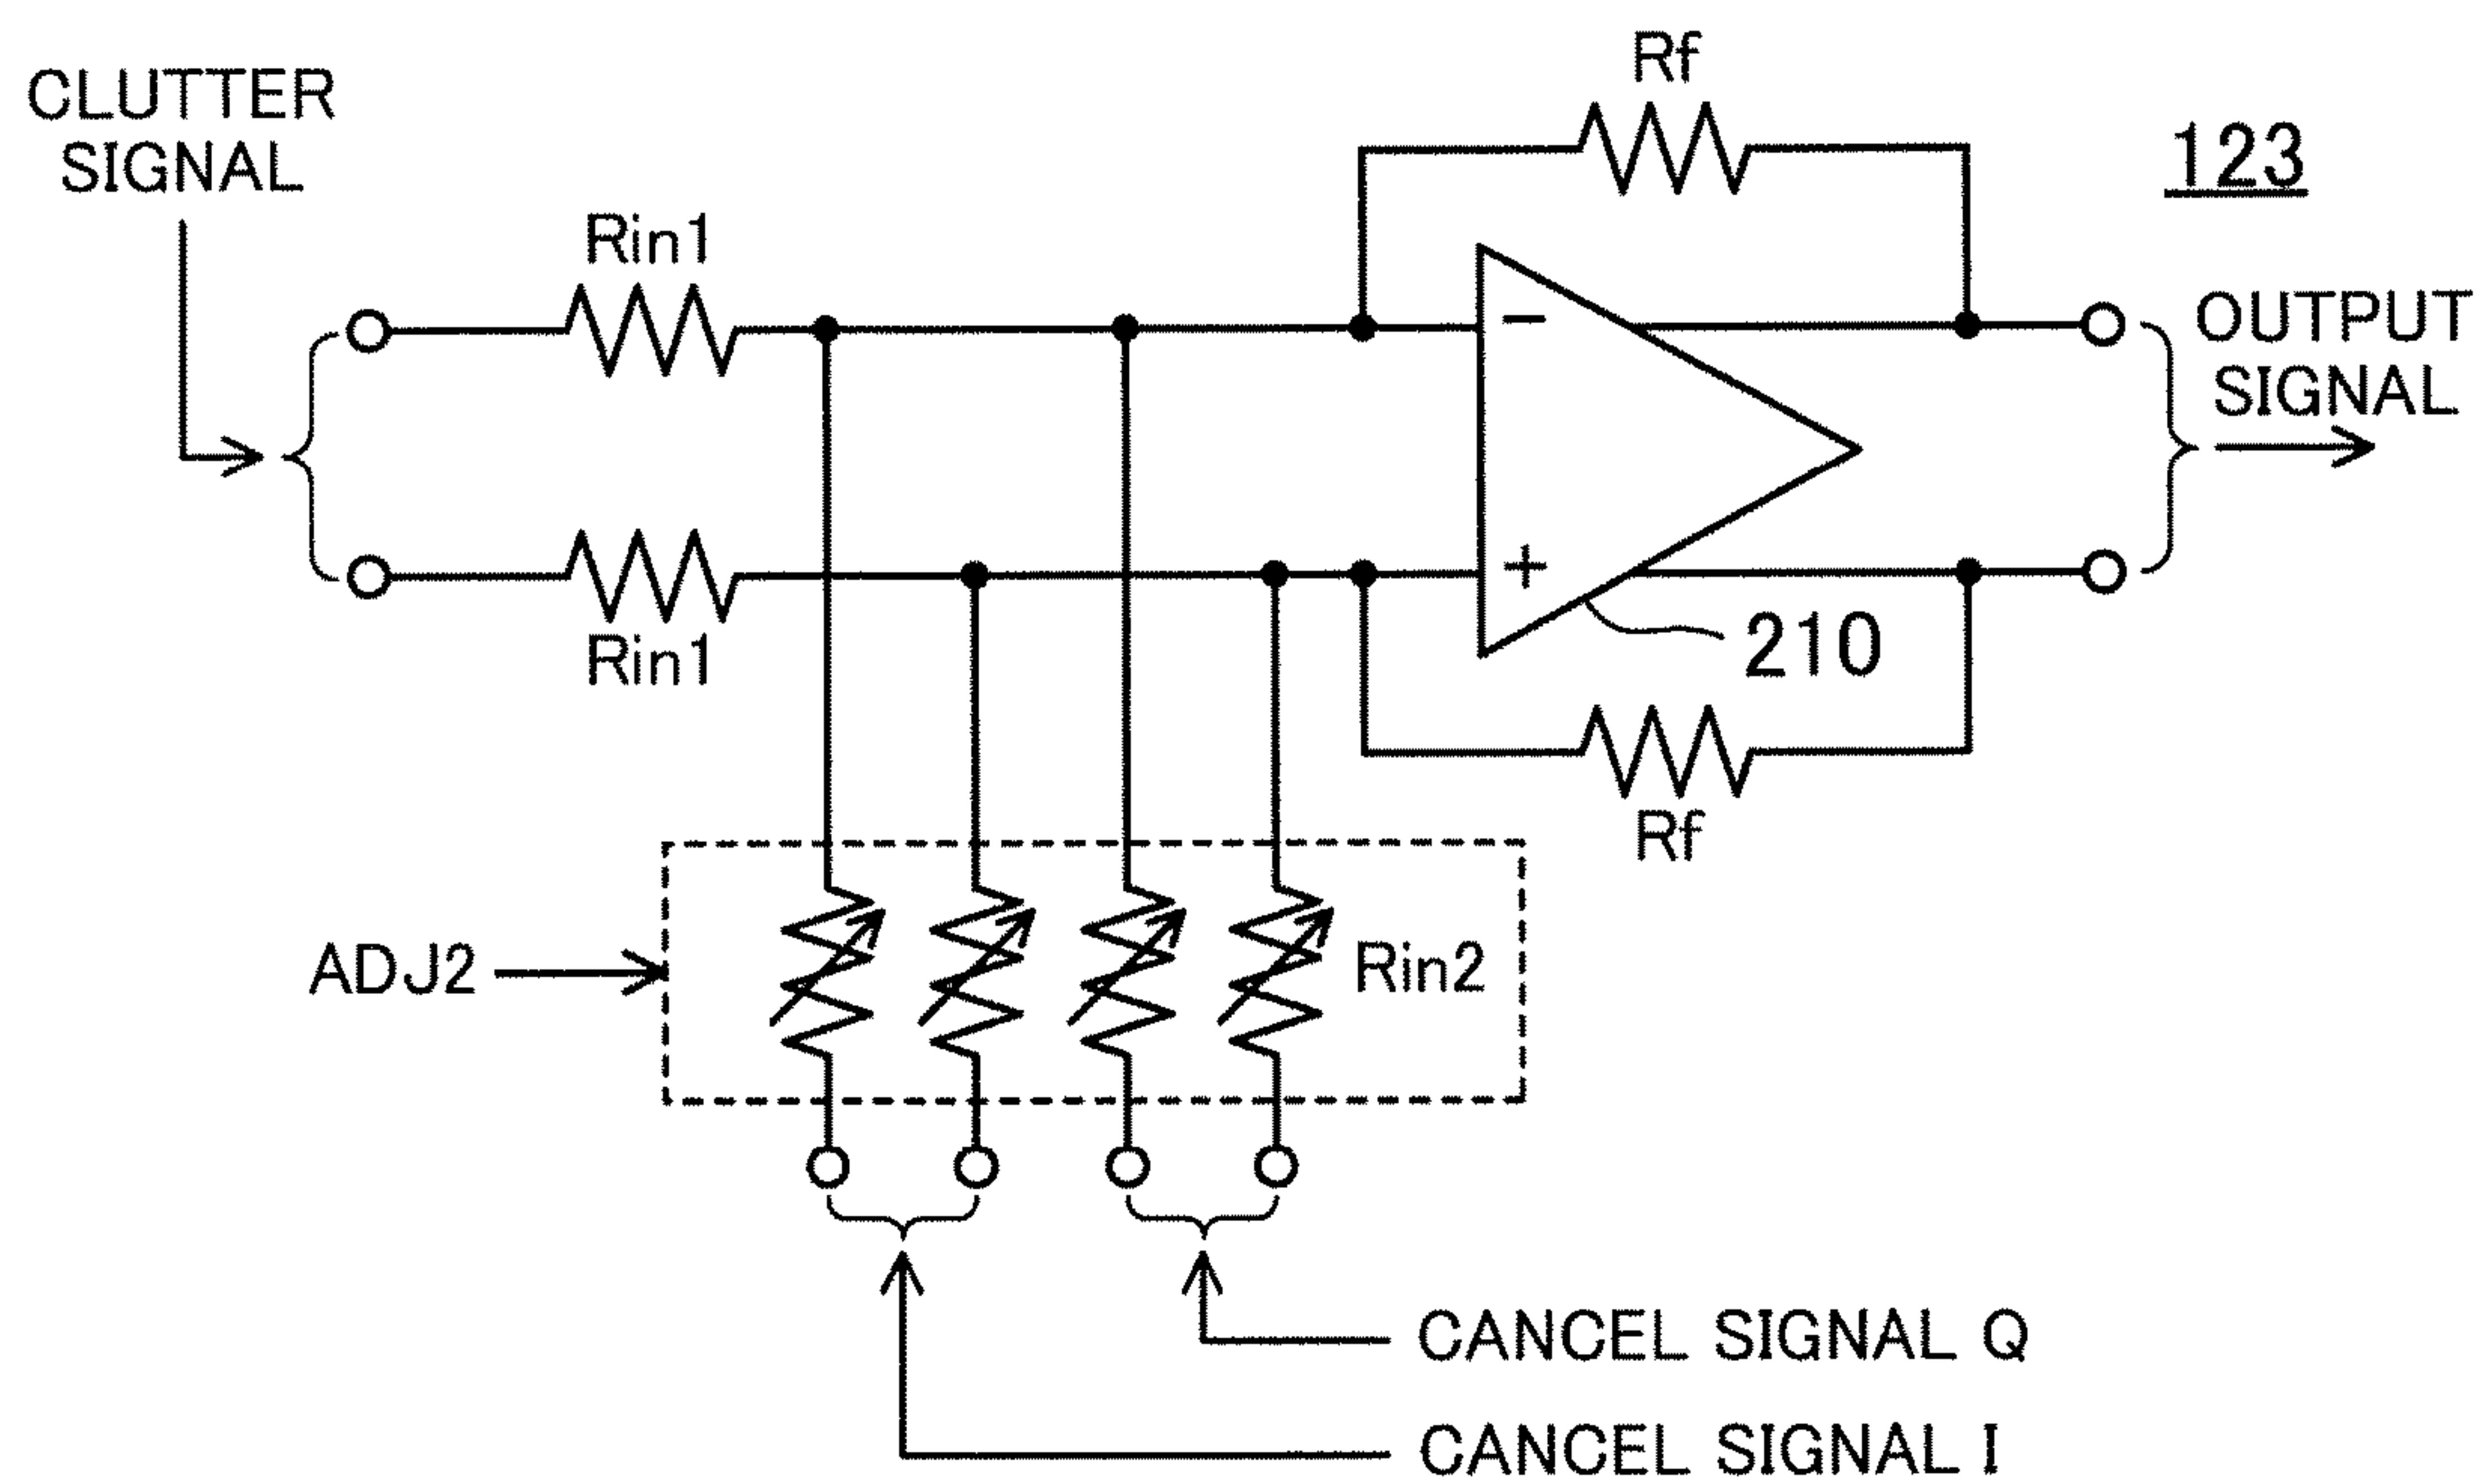 Rf
CLUTTER
SIGNAL
123
Rin1
OUTPUT
SIGNAL
−
+
Rin1
210
Rf
ADJ2
Rin2
CANCEL SIGNAL Q
CANCEL SIGNAL I